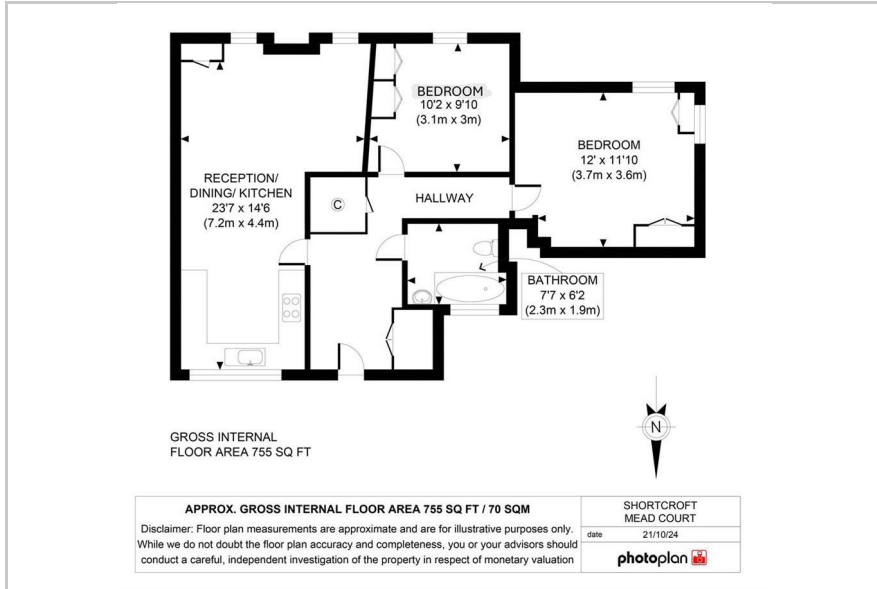 BEDROOM
10'2 x 9'10
(3.1m x 3m)
BEDROOM
12' x 11'10
(3.7m x 3.6m)
RECEPTION/
DINING/ KITCHEN
23'7 x 14'6
(7.2m x 4.4m)
C
HALLWAY
BATHROOM
7'7 x 6'2
(2.3m x 1.9m)
N
GROSS INTERNAL
FLOOR AREA 755 SQ FT
APPROX. GROSS INTERNAL FLOOR AREA 755 SQ FT / 70 SQM
Disclaimer: Floor plan measurements are approximate and are for illustrative purposes only.
While we do not doubt the floor plan accuracy and completeness, you or your advisors should
conduct a careful, independent investigation of the property in respect of monetary valuation
SHORTCROFT
MEAD COURT
date 21/10/24
photoplan